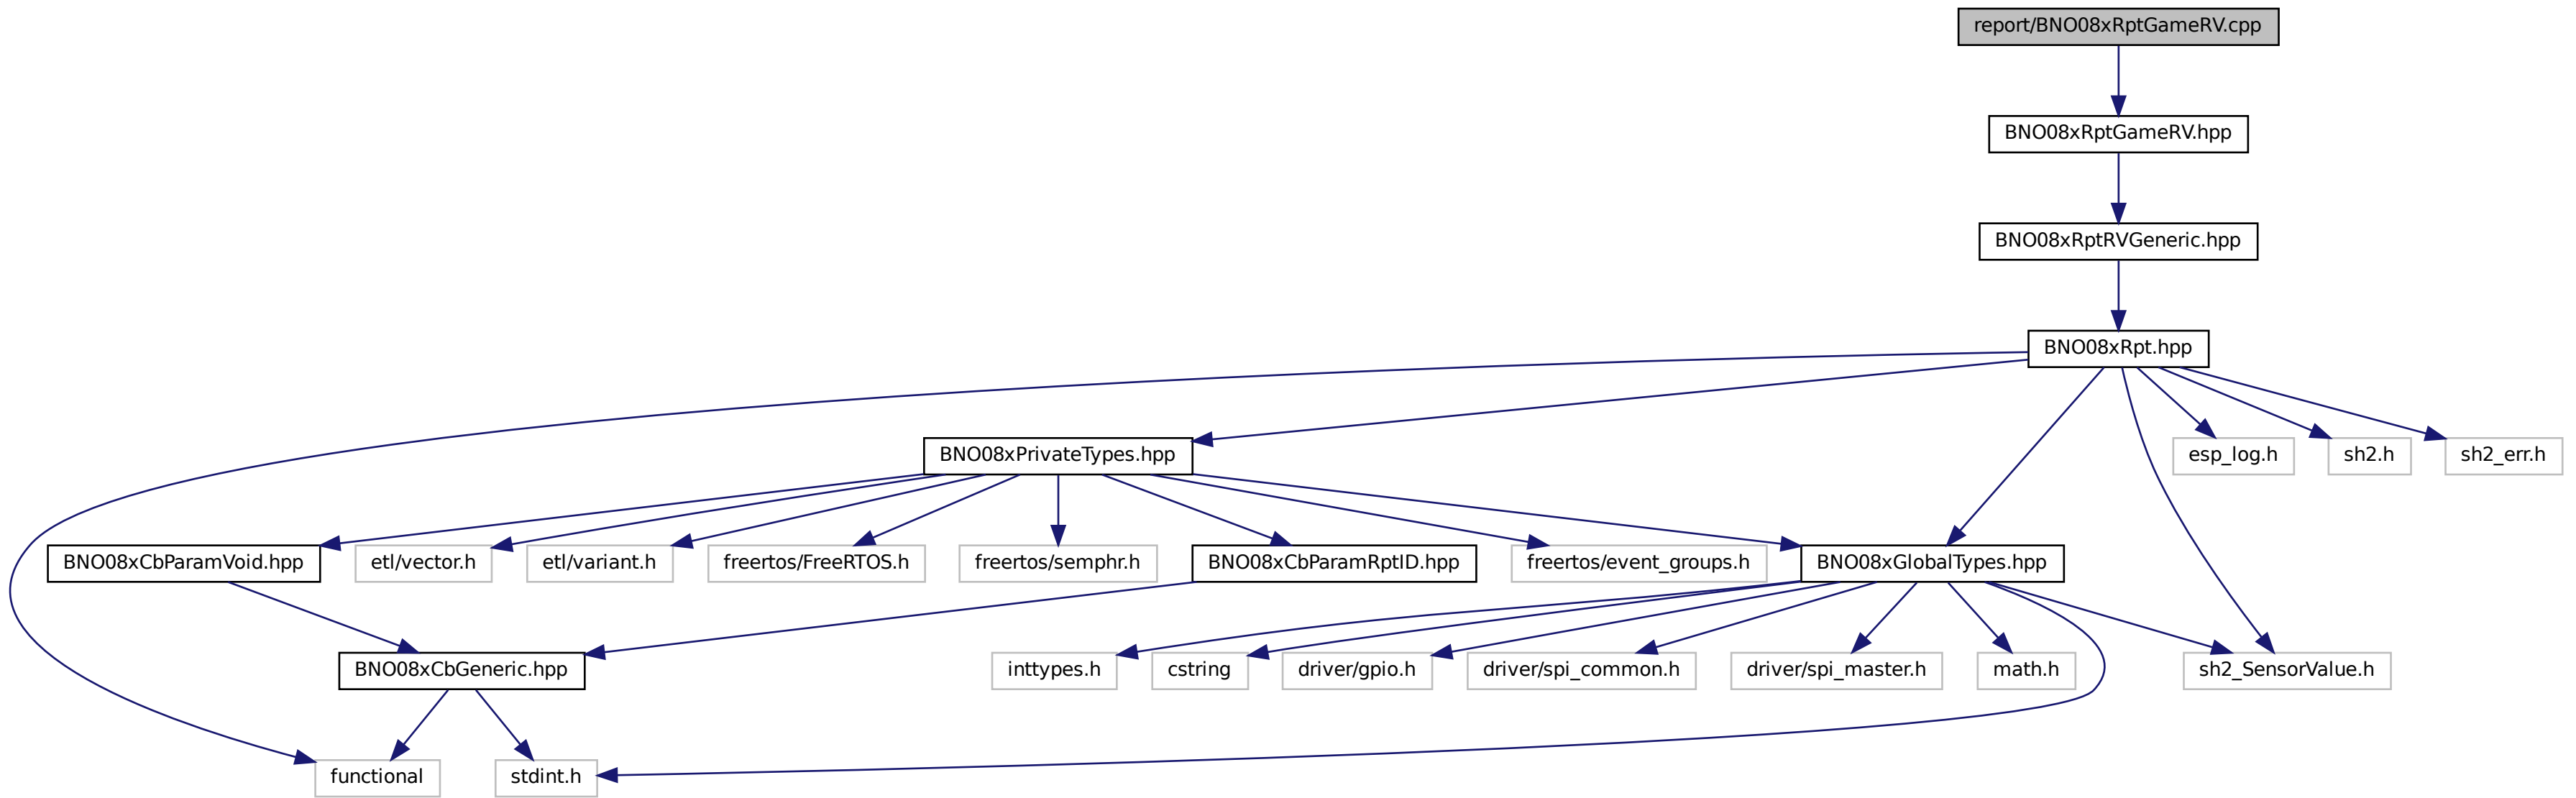 report/BNO08xRptGameRV.cpp
BNO08xRptGameRV.hpp
BNO08xRptRVGeneric.hpp
BNO08xRpt.hpp
BNO08xPrivateTypes.hpp
esp_log.h
sh2.h
sh2_err.h
BNO08xCbParamVoid.hpp
etl/vector.h
etl/variant.h
freertos/FreeRTOS.h
freertos/semphr.h
BNO08xCbParamRptID.hpp
freertos/event_groups.h
BNO08xGlobalTypes.hpp
BNO08xCbGeneric.hpp
inttypes.h
cstring
driver/gpio.h
driver/spi_common.h
driver/spi_master.h
math.h
sh2_SensorValue.h
functional
stdint.h